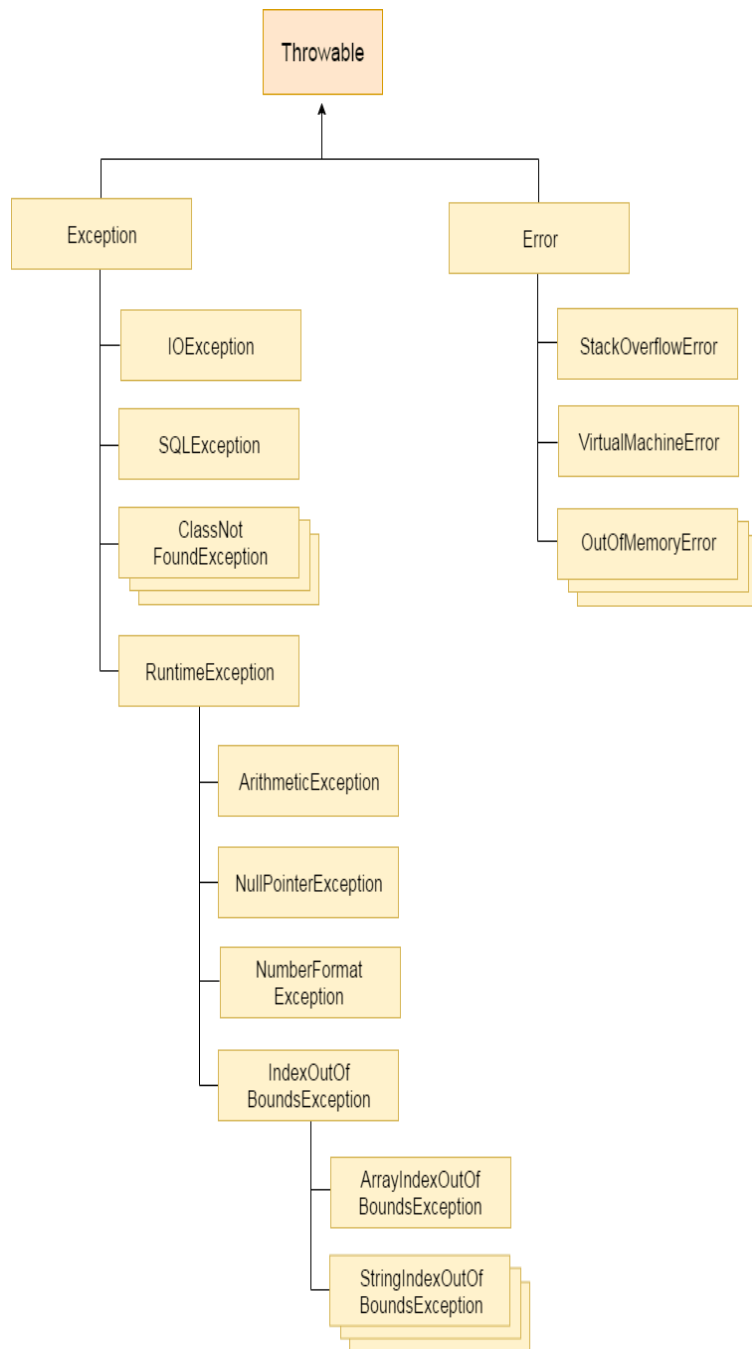 Throwable
Exception
Error
IOException
StackOverflowError
SQLException
VirtualMachineError
ClassNot
FoundException
OutOfMemoryError
RuntimeException
ArithmeticException
NullPointerException
NumberFormat
Exception
IndexOutOf
BoundsException
ArrayIndexOutOf
BoundsException
StringIndexOutOf
BoundsException